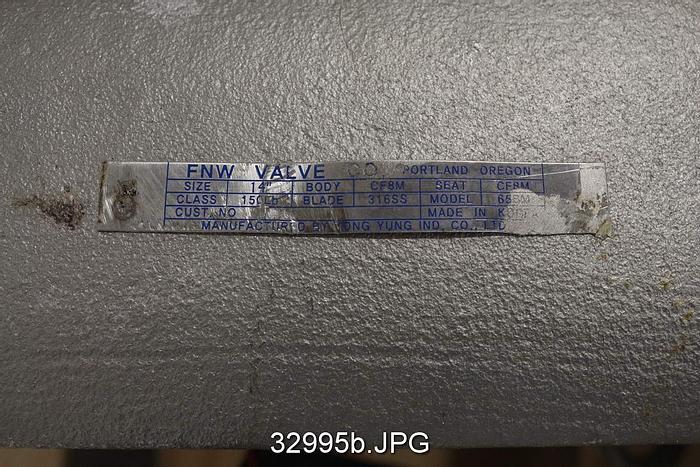 FNW VALVE CO. PORTLAND OREGON
SIZE 14" BODY CF8M SEAT CF8M
CLASS 150LB BLADE 316SS MODEL
CUST. NO MADE IN
MANUFACTURED BY YUNG IND. CO., LTD
32995b.JPG